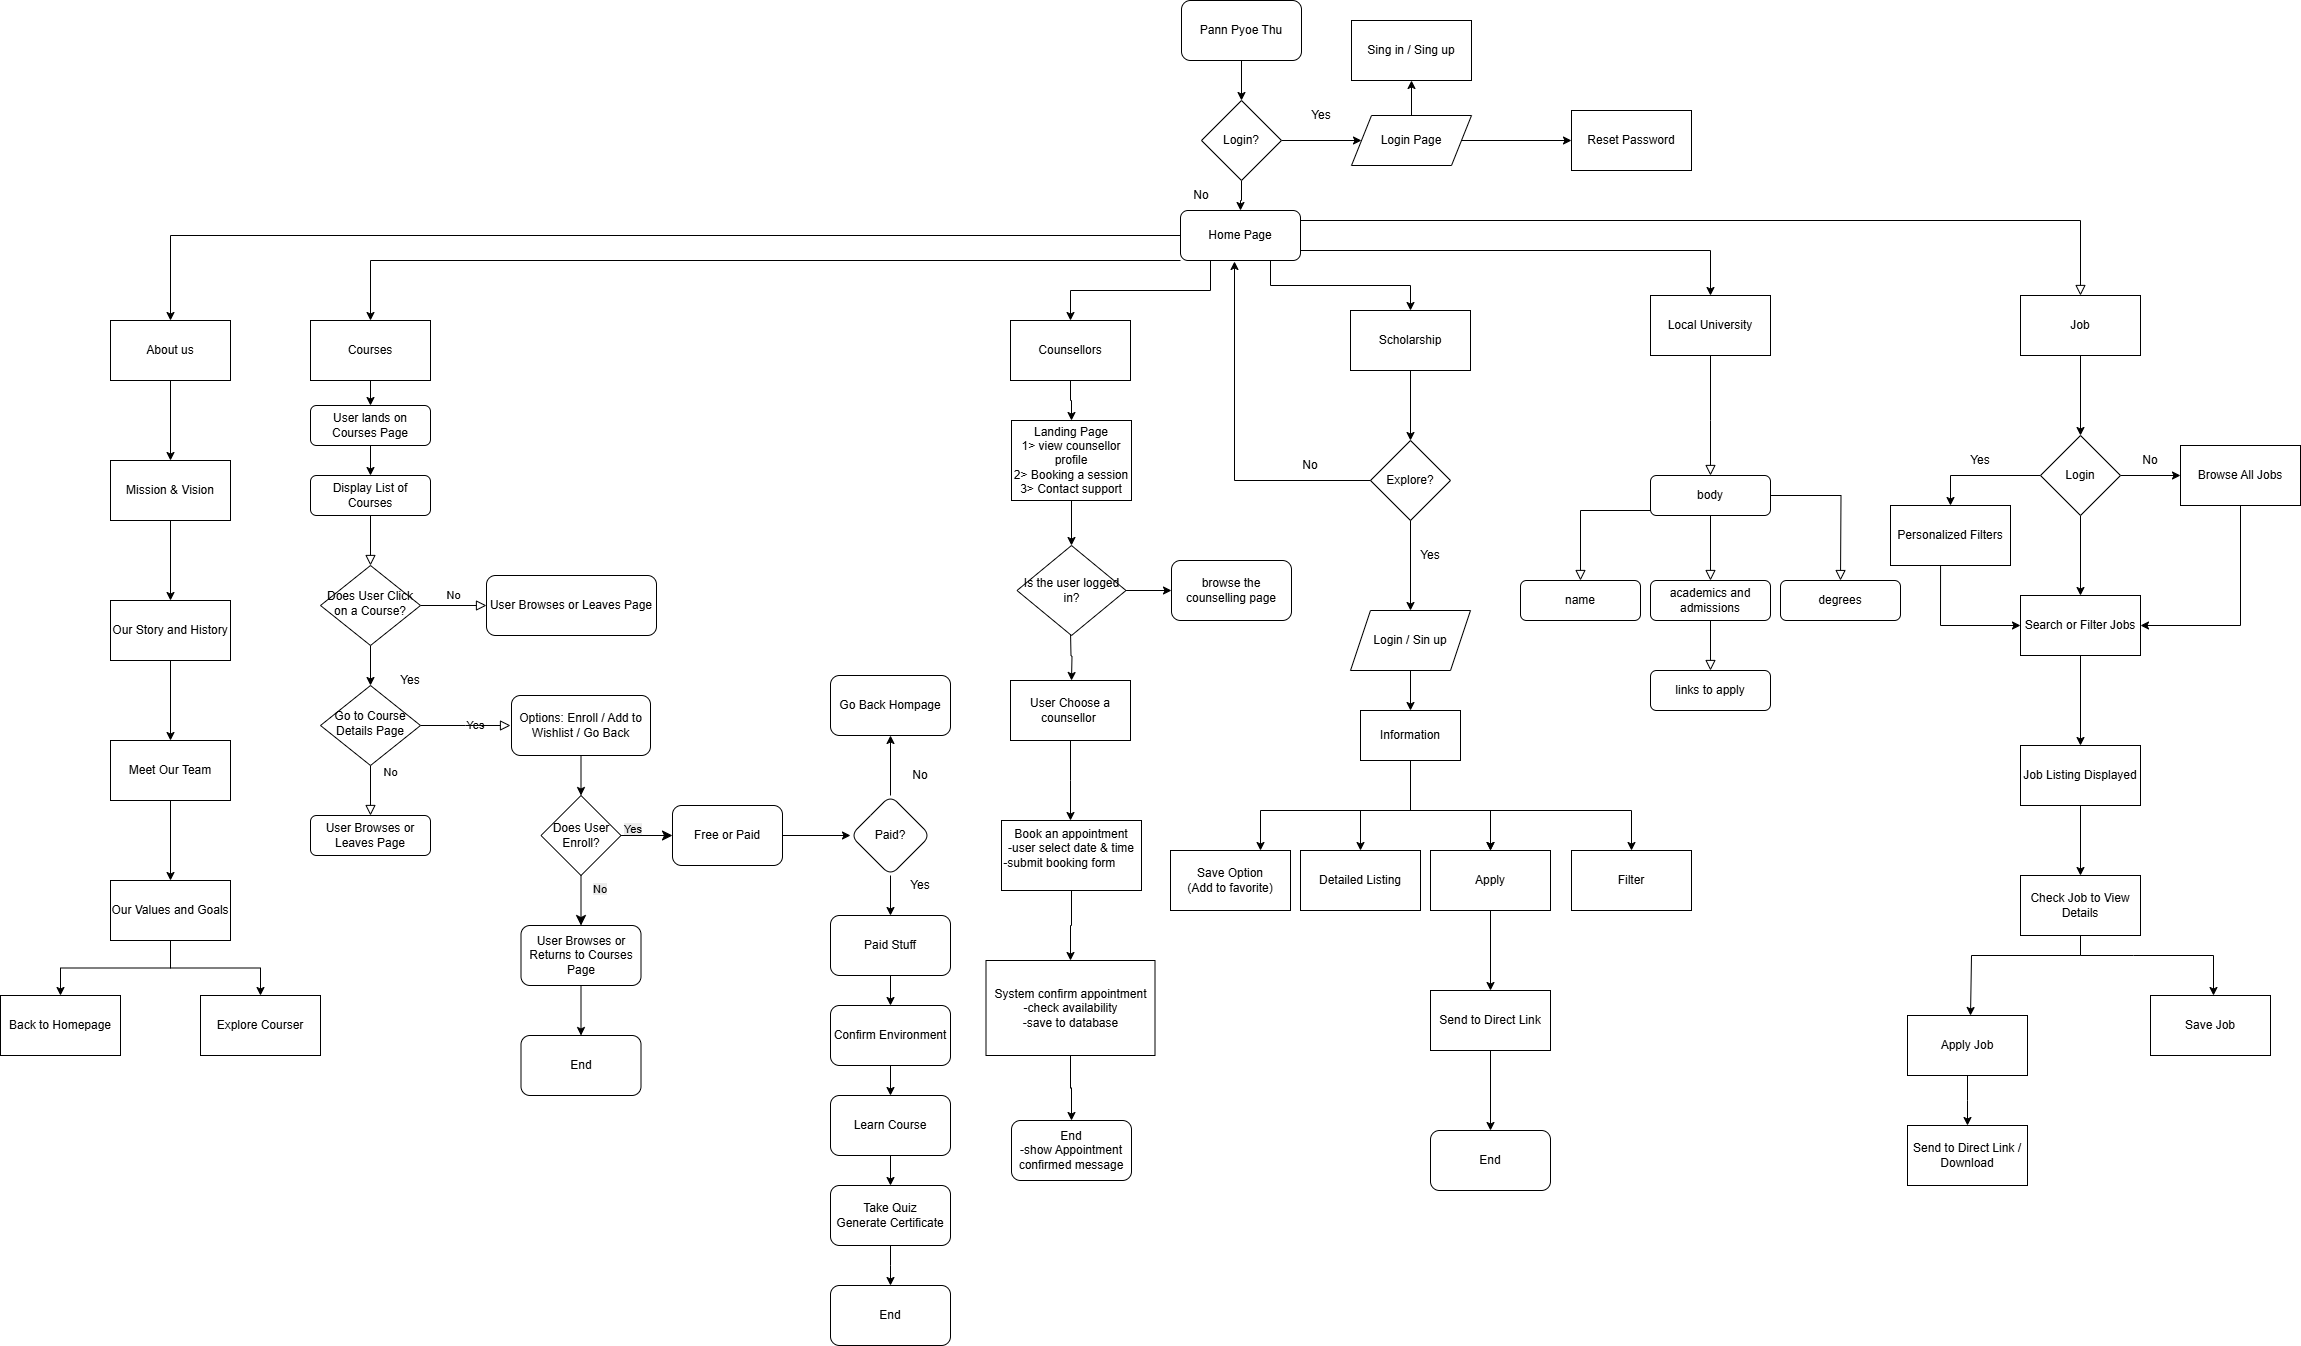 Pann Pyoe Thu
Sing in / Sing up
Login?
Yes
Login Page
Reset Password
No
Home Page
About us
Mission & Vision
Our Story and History
Meet Our Team
Our Values and Goals
Back to Homepage
Explore Courser
Courses
User lands on
Courses Page
Display List of
Courses
Does User Click
on a Course?
No
User Browses or Leaves Page
Yes
Go to Course
Details Page
Yes
Options: Enroll / Add to
Wishlist / Go Back
No
User Browses or
Leaves Page
Does User
Enroll?
Yes
Free or Paid
No
User Browses or
Returns to Courses
Page
End
Paid?
No
Go Back Hompage
Yes
Paid Stuff
Confirm Environment
Learn Course
Take Quiz
Generate Certificate
End
Counsellors
Landing Page
1> view counsellor
profile
2> Booking a session
3> Contact support
Is the user logged
in?
browse the
counselling page
User Choose a
counsellor
Book an appointment
-user select date & time
-submit booking form
System confirm appointment
-check availability
-save to database
End
-show Appointment
confirmed message
Scholarship
Explore?
No
Yes
Login / Sin up
Information
Save Option
(Add to favorite)
Detailed Listing
Apply
Filter
Send to Direct Link
End
Local University
body
name
academics and
admissions
degrees
links to apply
Job
Login
Yes
No
Personalized Filters
Browse All Jobs
Search or Filter Jobs
Job Listing Displayed
Check Job to View
Details
Apply Job
Save Job
Send to Direct Link /
Download